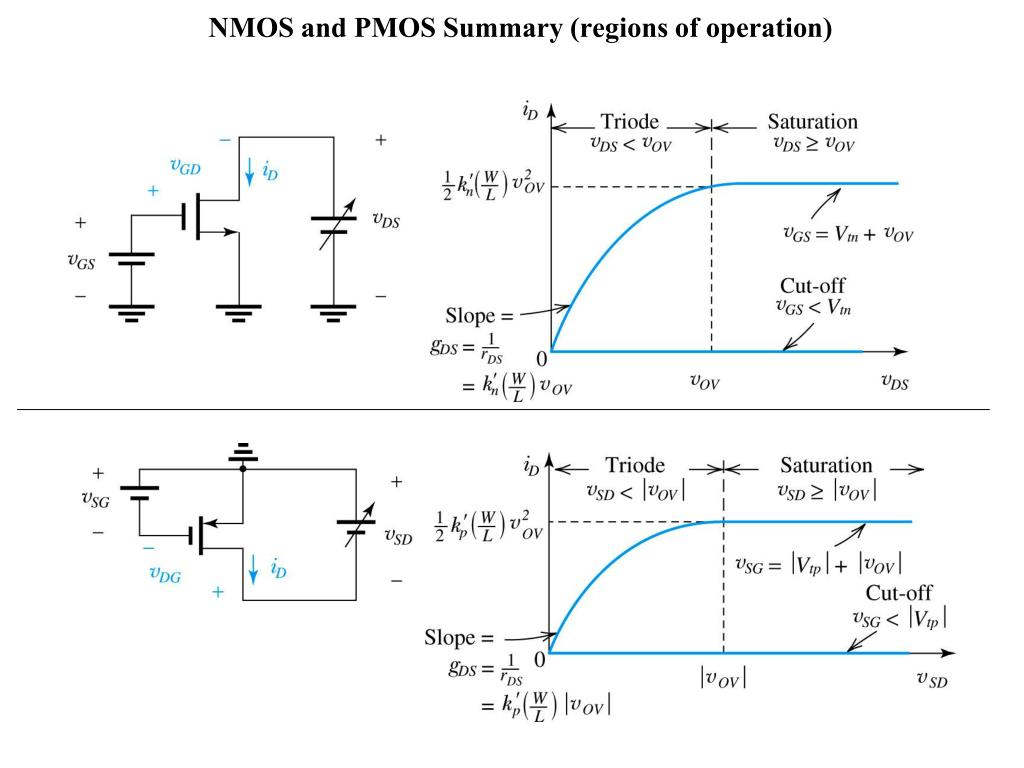 NMOS and PMOS Summary (regions of operation)
− +
v_GD i_D
+
+ v_DS
v_GS
− −
i_D Triode Saturation
v_DS < v_OV v_DS ≥ v_OV
1/2 k'_n (W/L) v²_OV
v_GS = V_tn + v_OV
Cut-off
v_GS < V_tn
Slope =
g_DS = 1/r_DS
= k'_n (W/L) v_OV
0 v_OV v_DS
+ +
v_SG
− v_SD
−
v_DG i_D −
+
i_D Triode Saturation
v_SD < |v_OV| v_SD ≥ |v_OV|
1/2 k'_p (W/L) v²_OV
v_SG = |V_tp| + |v_OV|
Cut-off
v_SG < |V_tp|
Slope =
g_DS = 1/r_DS
= k'_p (W/L) |v_OV|
0 |v_OV| v_SD